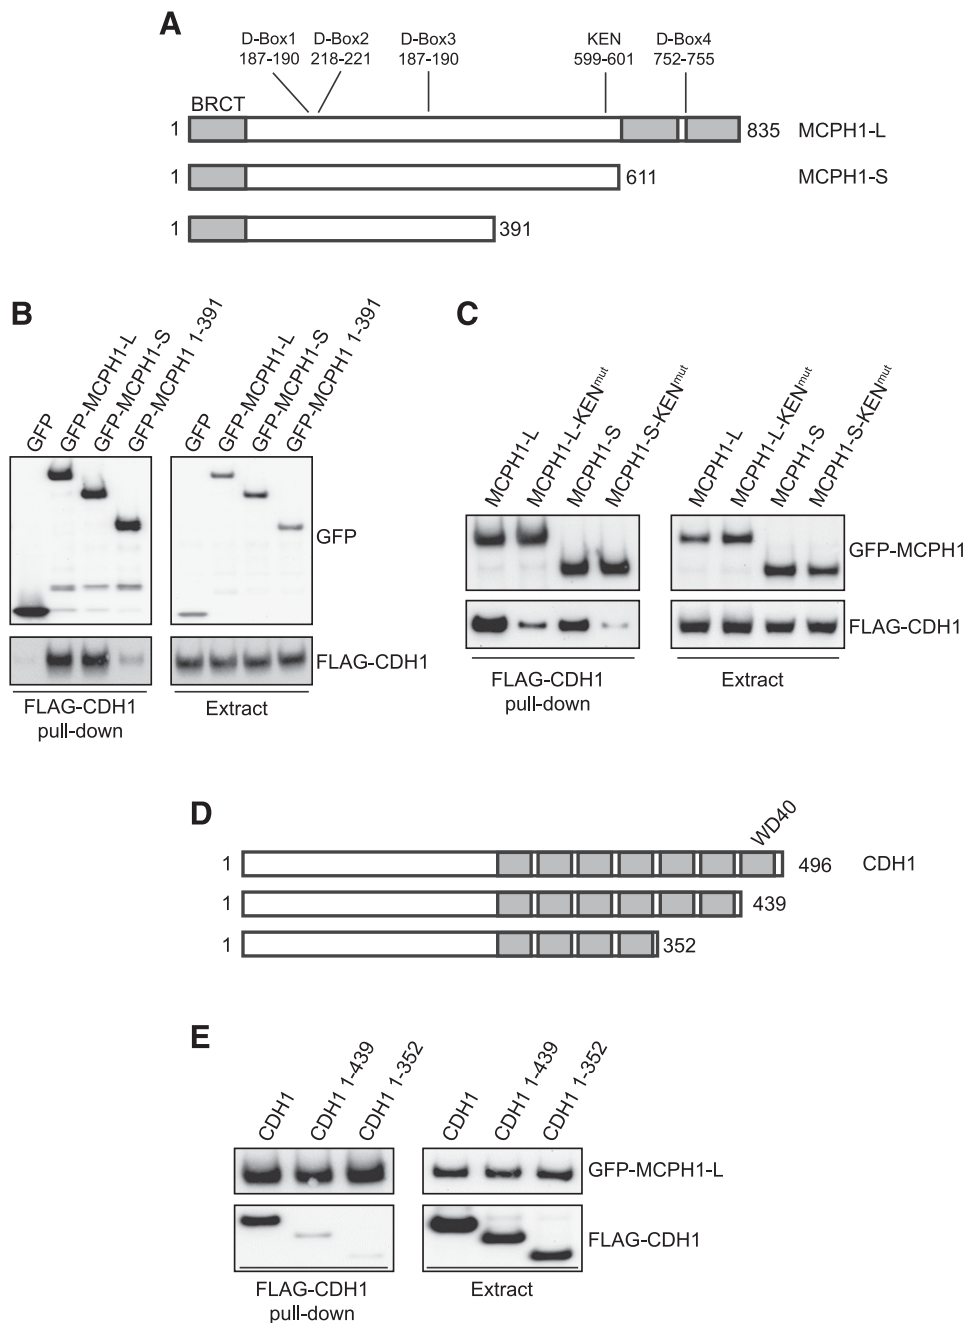 A
D-Box1 D-Box2 D-Box3 KEN D-Box4
187-190 218-221 187-190 599-601 752-755
BRCT
1 835 MCPH1-L
1 611 MCPH1-S
1 391
B
GFP GFP-MCPH1-L GFP-MCPH1-S GFP-MCPH1 1-391 GFP GFP-MCPH1-L GFP-MCPH1-S GFP-MCPH1 1-391
GFP
FLAG-CDH1
FLAG-CDH1 Extract
pull-down
C
MCPH1-L MCPH1-L-KENmut MCPH1-S MCPH1-S-KENmut MCPH1-L MCPH1-L-KENmut MCPH1-S MCPH1-S-KENmut
GFP-MCPH1
FLAG-CDH1
FLAG-CDH1 Extract
pull-down
D
WD40
1 496 CDH1
1 439
1 352
E
CDH1 CDH1 1-439 CDH1 1-352 CDH1 CDH1 1-439 CDH1 1-352
GFP-MCPH1-L
FLAG-CDH1
FLAG-CDH1 Extract
pull-down